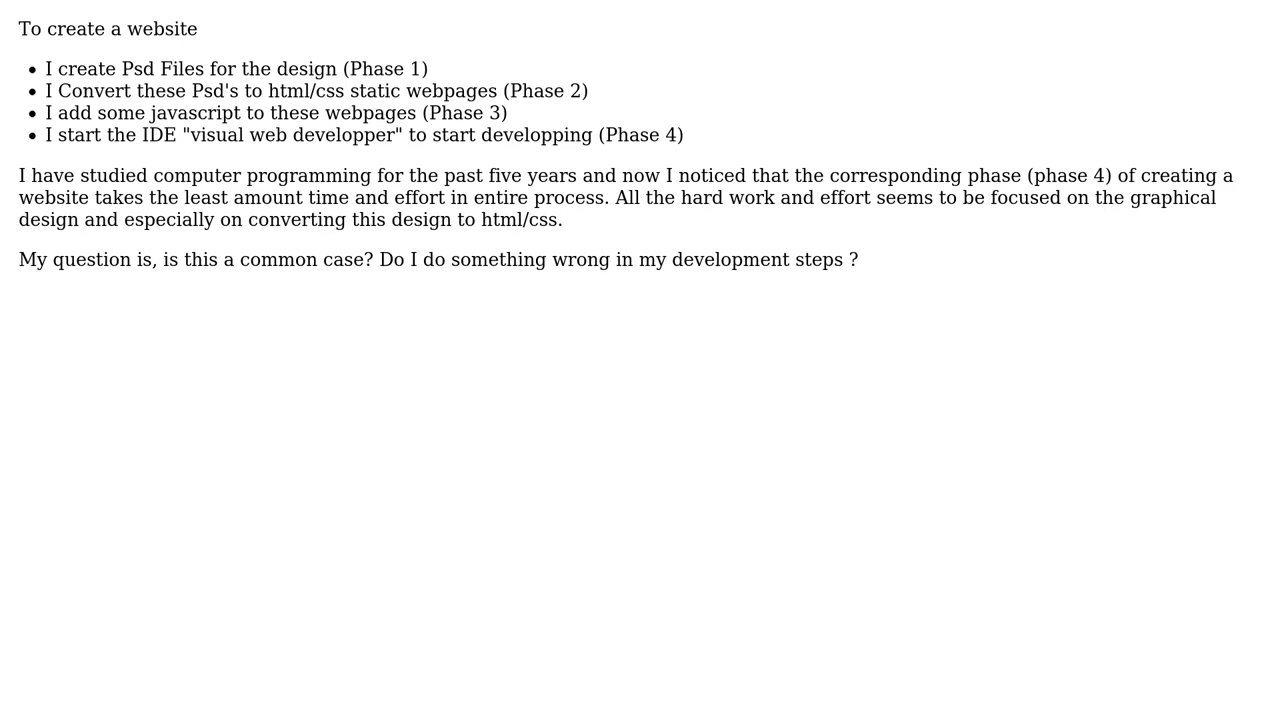 To create a website
• I create Psd Files for the design (Phase 1)
• I Convert these Psd's to html/css static webpages (Phase 2)
• I add some javascript to these webpages (Phase 3)
• I start the IDE "visual web developper" to start developping (Phase 4)
I have studied computer programming for the past five years and now I noticed that the corresponding phase (phase 4) of creating a
website takes the least amount time and effort in entire process. All the hard work and effort seems to be focused on the graphical
design and especially on converting this design to html/css.
My question is, is this a common case? Do I do something wrong in my development steps ?